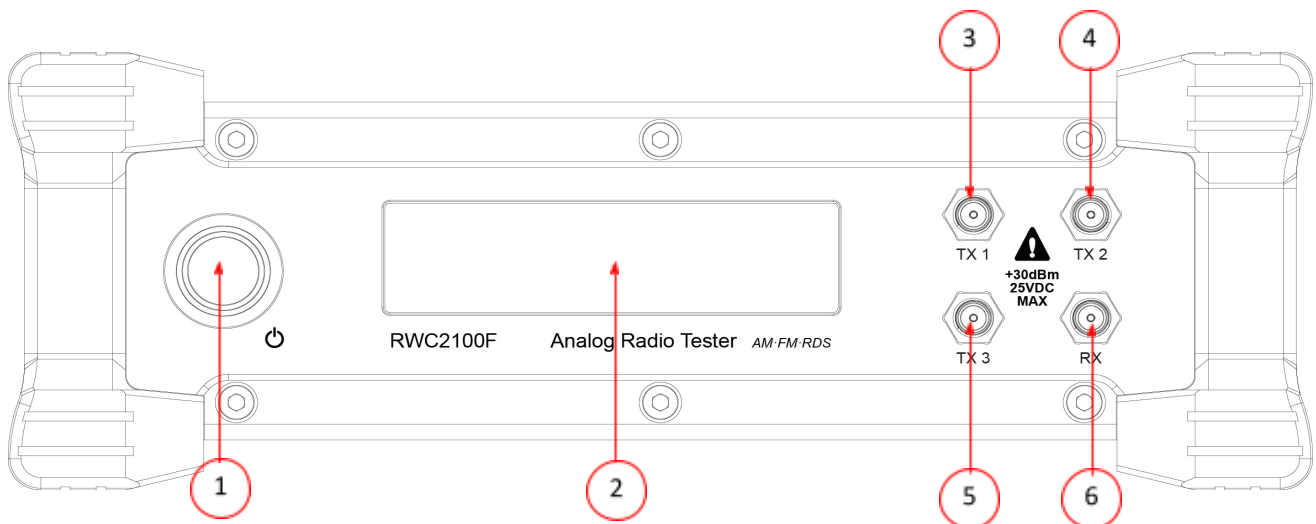 3
4
TX 1
TX 2
+30dBm
25VDC
MAX
RWC2100F
Analog Radio Tester AM·FM·RDS
TX 3
RX
1
2
5
6